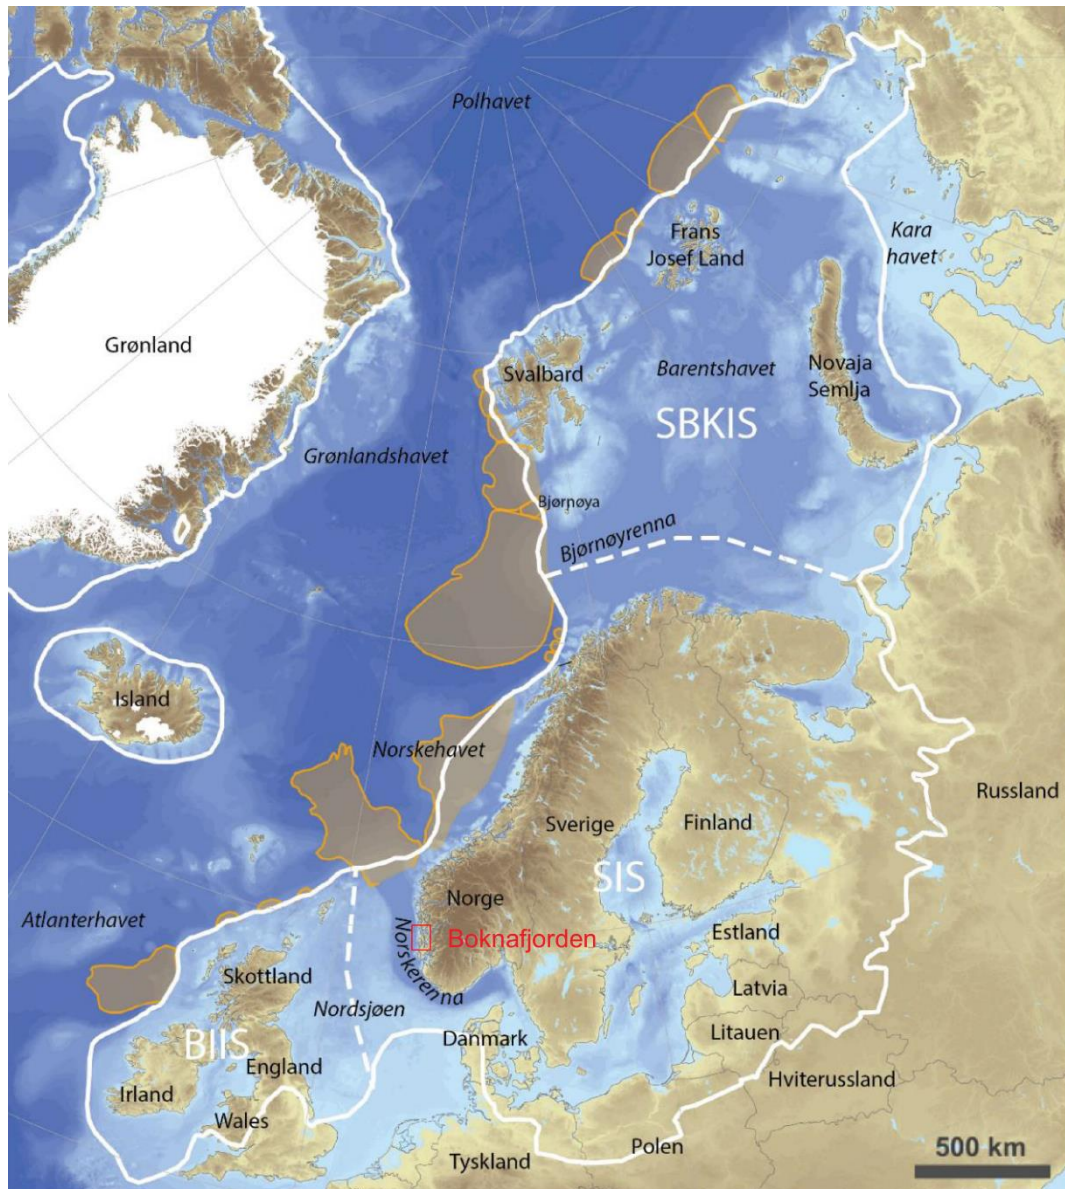 Polhavet
Frans
Josef Land
Kara
havet
Grønland
Svalbard
Barentshavet
Novaja
Semlja
SBKIS
Grønlandshavet
Bjørnøya
Bjørnøyrenna
Island
Norskehavet
Russland
Sverige
Finland
SIS
Norge
Atlanterhavet
Norskerenna
Boknafjorden
Estland
Skottland
Latvia
Nordsjøen
Litauen
Danmark
BIIS
England
Irland
Hviterussland
Wales
Polen
Tyskland
500 km